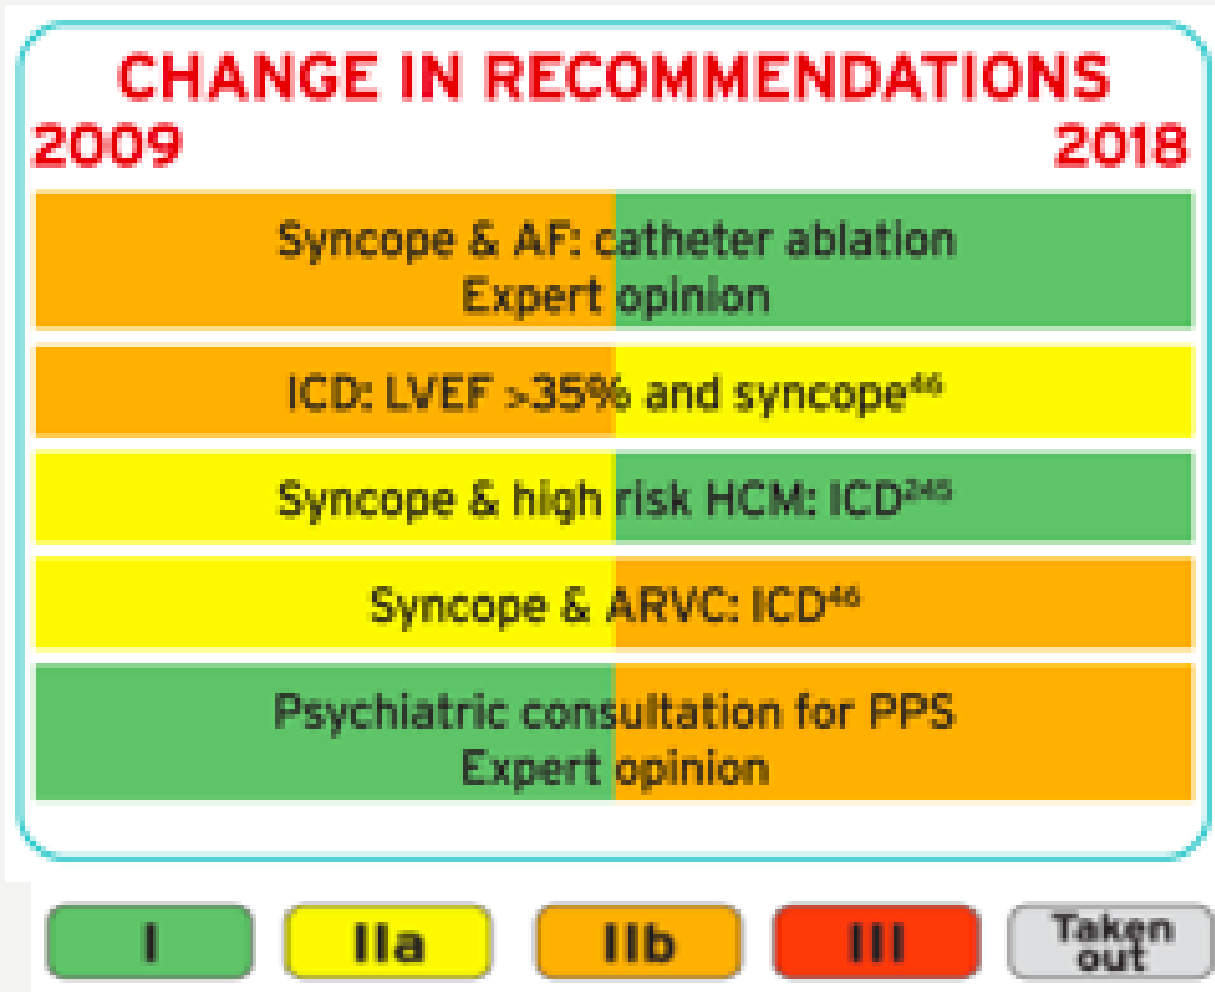 CHANGE IN RECOMMENDATIONS
2009 2018
Syncope & AF: catheter ablation
Expert opinion
ICD: LVEF >35% and syncope⁴⁶
Syncope & high risk HCM: ICD²⁴⁵
Syncope & ARVC: ICD⁴⁶
Psychiatric consultation for PPS
Expert opinion
I IIa IIb III Taken
out